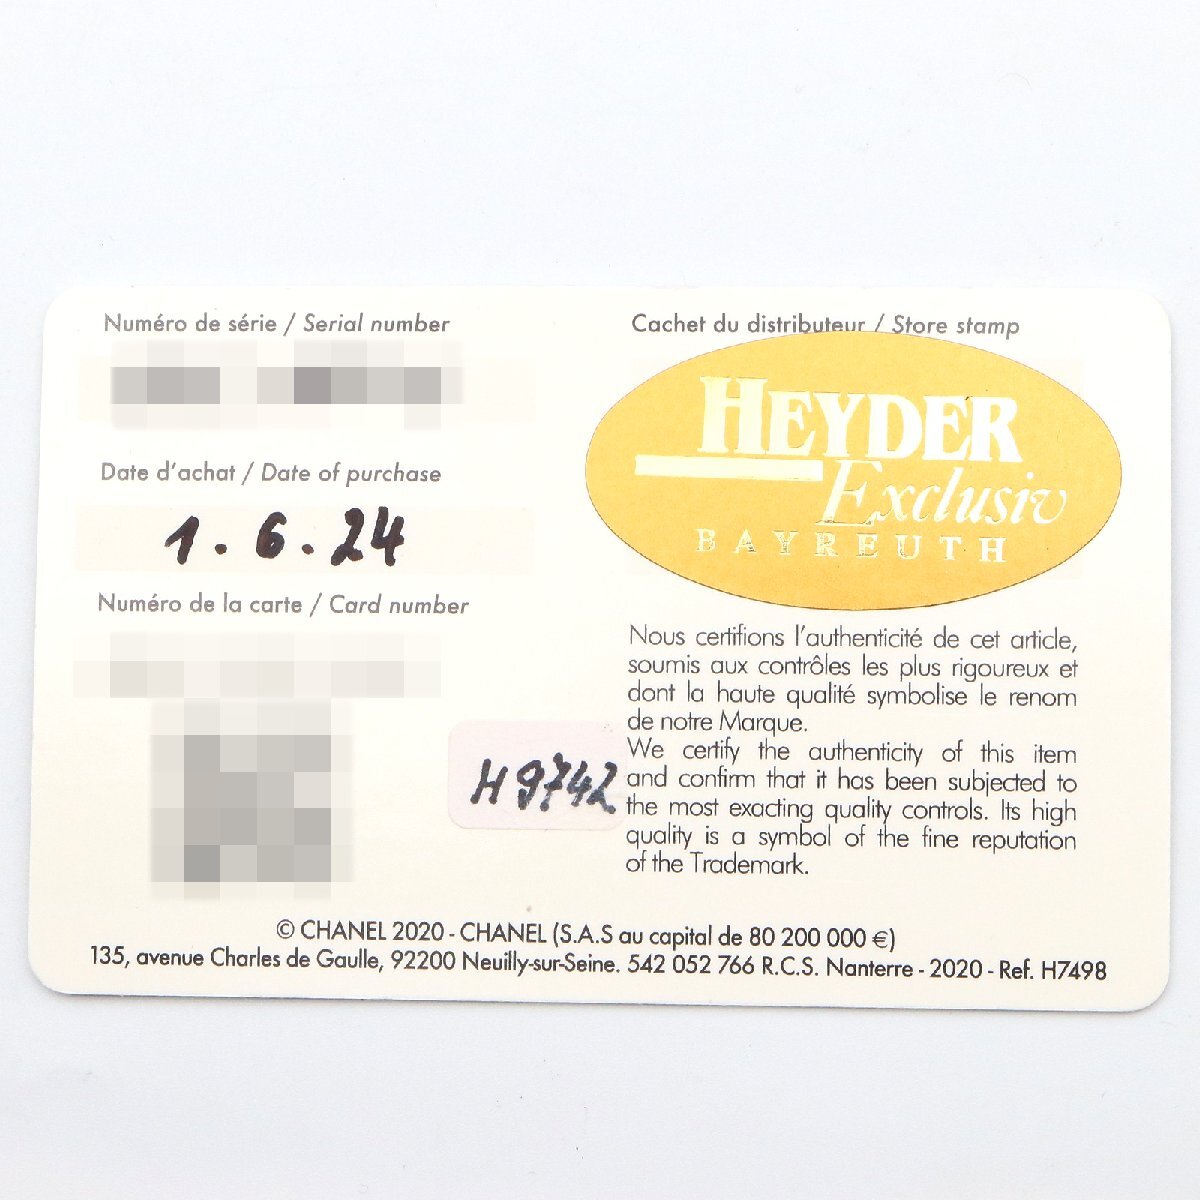 Numéro de série / Serial number
Date d'achat / Date of purchase
1.6.24
Numéro de la carte / Card number
H9742
Cachet du distributeur / Store stamp
HEYDER
Exclusiv
BAYREUTH
Nous certifions l'authenticité de cet article,
soumis aux contrôles les plus rigoureux et
dont la haute qualité symbolise le renom
de notre Marque.
We certify the authenticity of this item
and confirm that it has been subjected to
the most exacting quality controls. Its high
quality is a symbol of the fine reputation
of the Trademark.
© CHANEL 2020 - CHANEL (S.A.S au capital de 80 200 000 €)
135, avenue Charles de Gaulle, 92200 Neuilly-sur-Seine. 542 052 766 R.C.S. Nanterre - 2020 - Ref. H7498